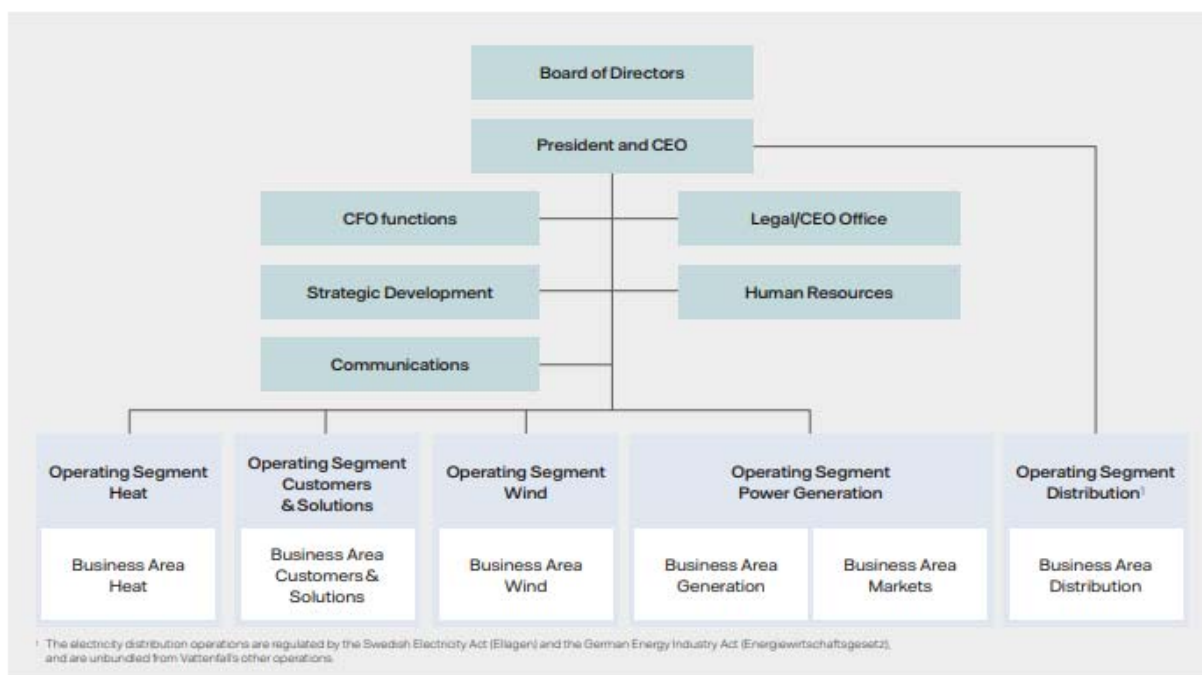 Board of Directors
President and CEO
CFO functions
Legal/CEO Office
Strategic Development
Human Resources
Communications
Operating Segment
Heat
Operating Segment
Customers
& Solutions
Operating Segment
Wind
Operating Segment
Power Generation
Operating Segment
Distribution¹
Business Area
Heat
Business Area
Customers &
Solutions
Business Area
Wind
Business Area
Generation
Business Area
Markets
Business Area
Distribution
¹ The electricity distribution operations are regulated by the Swedish Electricity Act (Ellagen) and the German Energy Industry Act (Energiewirtschaftsgesetz),
and are unbundled from Vattenfall's other operations.